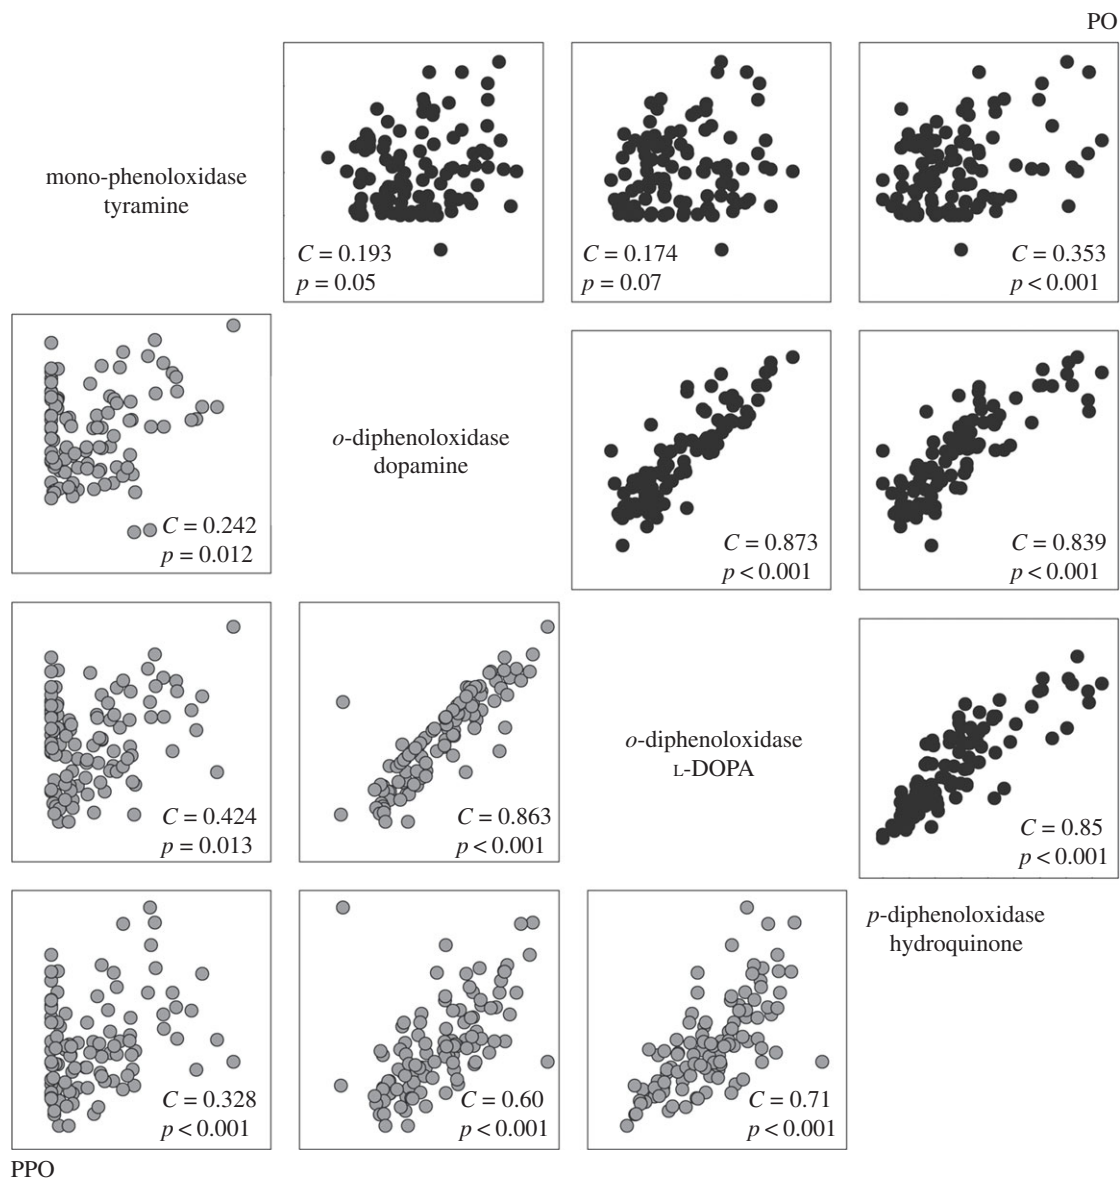 PO
mono-phenoloxidase
tyramine
C = 0.193
p = 0.05
C = 0.174
p = 0.07
C = 0.353
p < 0.001
o-diphenoloxidase
dopamine
C = 0.242
p = 0.012
C = 0.873
p < 0.001
C = 0.839
p < 0.001
o-diphenoloxidase
L-DOPA
C = 0.424
p = 0.013
C = 0.863
p < 0.001
C = 0.85
p < 0.001
p-diphenoloxidase
hydroquinone
C = 0.328
p < 0.001
C = 0.60
p < 0.001
C = 0.71
p < 0.001
PPO